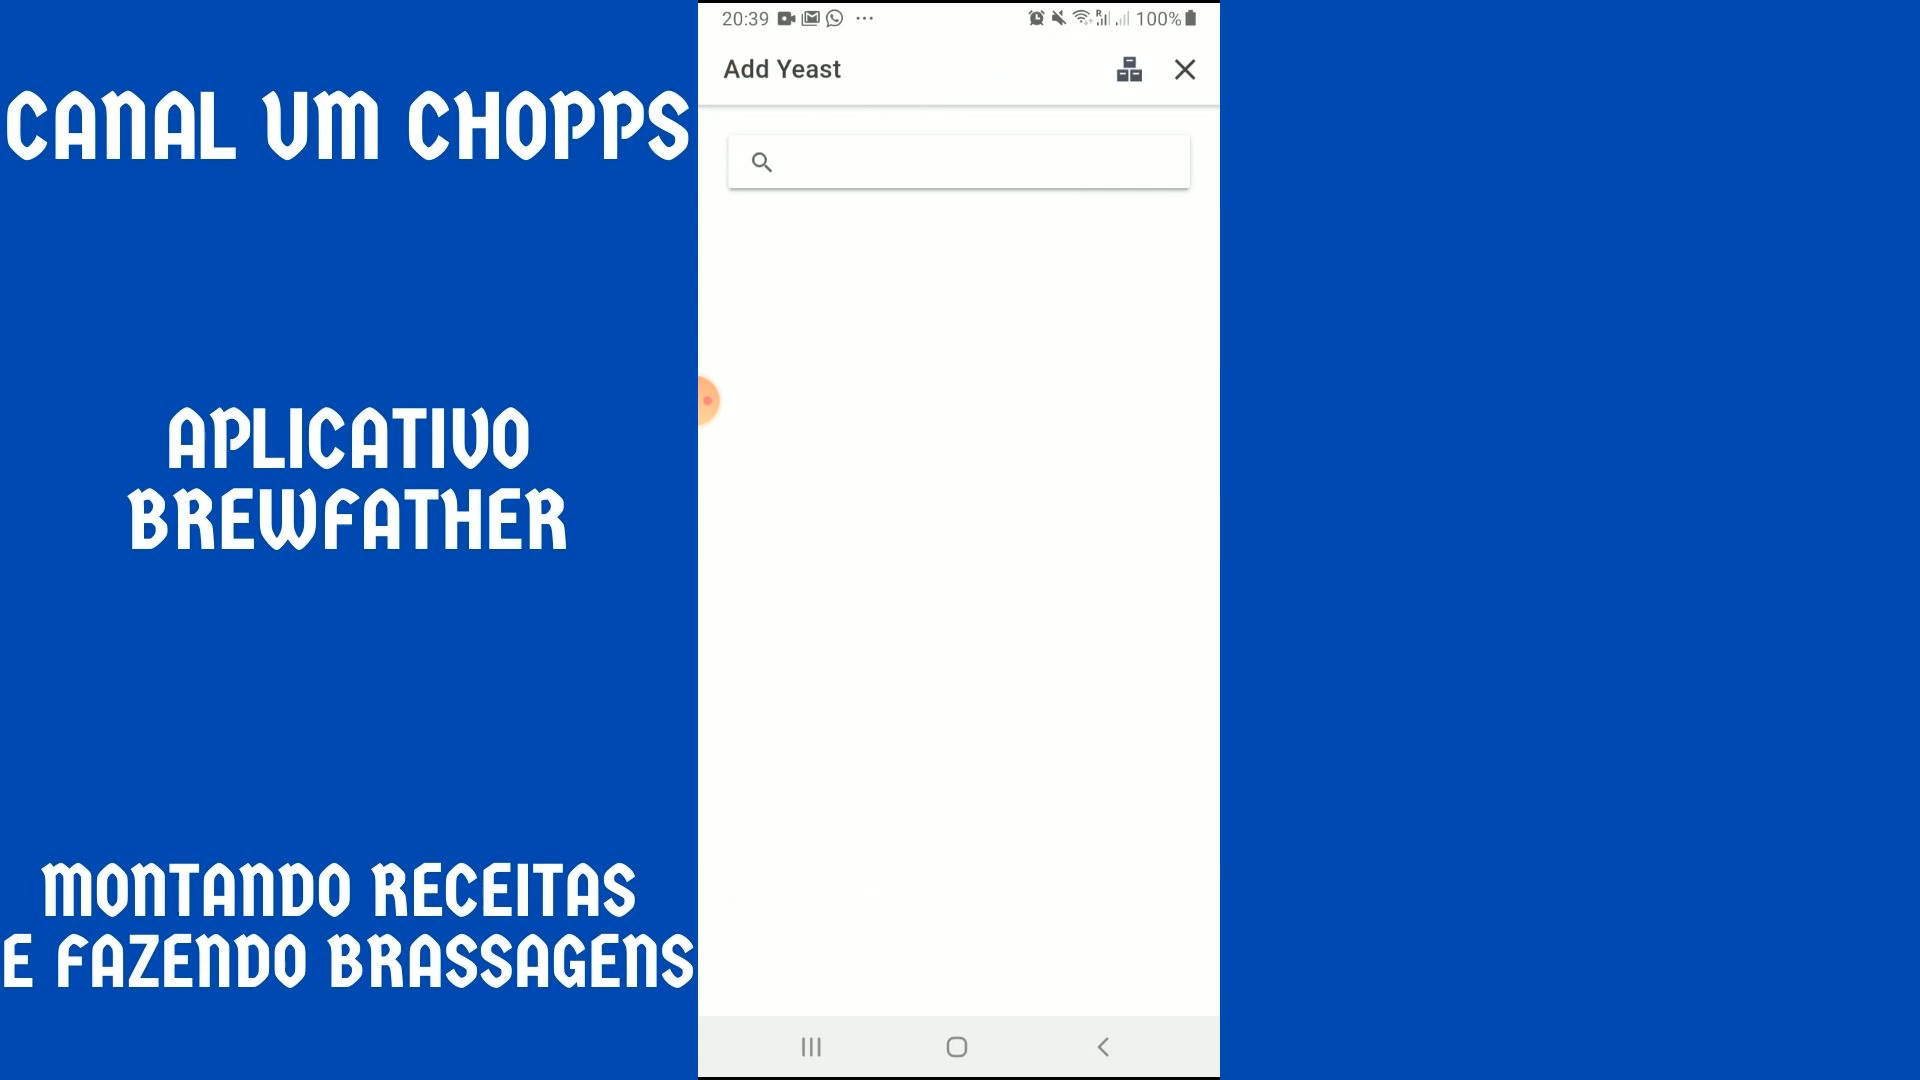 CANAL UM CHOPPS
APLICATIVO
BREWFATHER
MONTANDO RECEITAS
E FAZENDO BRASSAGENS
20:39
100%
Add Yeast